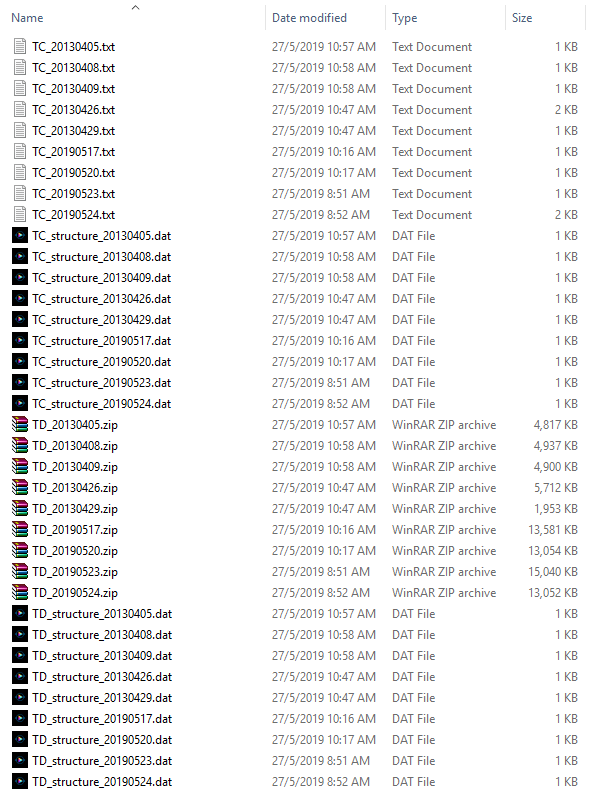 Name Date modified Type Size
TC_20130405.txt 27/5/2019 10:57 AM Text Document 1 KB
TC_20130408.txt 27/5/2019 10:58 AM Text Document 1 KB
TC_20130409.txt 27/5/2019 10:58 AM Text Document 1 KB
TC_20130426.txt 27/5/2019 10:47 AM Text Document 2 KB
TC_20130429.txt 27/5/2019 10:47 AM Text Document 1 KB
TC_20190517.txt 27/5/2019 10:16 AM Text Document 1 KB
TC_20190520.txt 27/5/2019 10:17 AM Text Document 1 KB
TC_20190523.txt 27/5/2019 8:51 AM Text Document 1 KB
TC_20190524.txt 27/5/2019 8:52 AM Text Document 2 KB
TC_structure_20130405.dat 27/5/2019 10:57 AM DAT File 1 KB
TC_structure_20130408.dat 27/5/2019 10:58 AM DAT File 1 KB
TC_structure_20130409.dat 27/5/2019 10:58 AM DAT File 1 KB
TC_structure_20130426.dat 27/5/2019 10:47 AM DAT File 1 KB
TC_structure_20130429.dat 27/5/2019 10:47 AM DAT File 1 KB
TC_structure_20190517.dat 27/5/2019 10:16 AM DAT File 1 KB
TC_structure_20190520.dat 27/5/2019 10:17 AM DAT File 1 KB
TC_structure_20190523.dat 27/5/2019 8:51 AM DAT File 1 KB
TC_structure_20190524.dat 27/5/2019 8:52 AM DAT File 1 KB
TD_20130405.zip 27/5/2019 10:57 AM WinRAR ZIP archive 4,817 KB
TD_20130408.zip 27/5/2019 10:58 AM WinRAR ZIP archive 4,937 KB
TD_20130409.zip 27/5/2019 10:58 AM WinRAR ZIP archive 4,900 KB
TD_20130426.zip 27/5/2019 10:47 AM WinRAR ZIP archive 5,712 KB
TD_20130429.zip 27/5/2019 10:47 AM WinRAR ZIP archive 1,953 KB
TD_20190517.zip 27/5/2019 10:16 AM WinRAR ZIP archive 13,581 KB
TD_20190520.zip 27/5/2019 10:17 AM WinRAR ZIP archive 13,054 KB
TD_20190523.zip 27/5/2019 8:51 AM WinRAR ZIP archive 15,040 KB
TD_20190524.zip 27/5/2019 8:52 AM WinRAR ZIP archive 13,052 KB
TD_structure_20130405.dat 27/5/2019 10:57 AM DAT File 1 KB
TD_structure_20130408.dat 27/5/2019 10:58 AM DAT File 1 KB
TD_structure_20130409.dat 27/5/2019 10:58 AM DAT File 1 KB
TD_structure_20130426.dat 27/5/2019 10:47 AM DAT File 1 KB
TD_structure_20130429.dat 27/5/2019 10:47 AM DAT File 1 KB
TD_structure_20190517.dat 27/5/2019 10:16 AM DAT File 1 KB
TD_structure_20190520.dat 27/5/2019 10:17 AM DAT File 1 KB
TD_structure_20190523.dat 27/5/2019 8:51 AM DAT File 1 KB
TD_structure_20190524.dat 27/5/2019 8:52 AM DAT File 1 KB